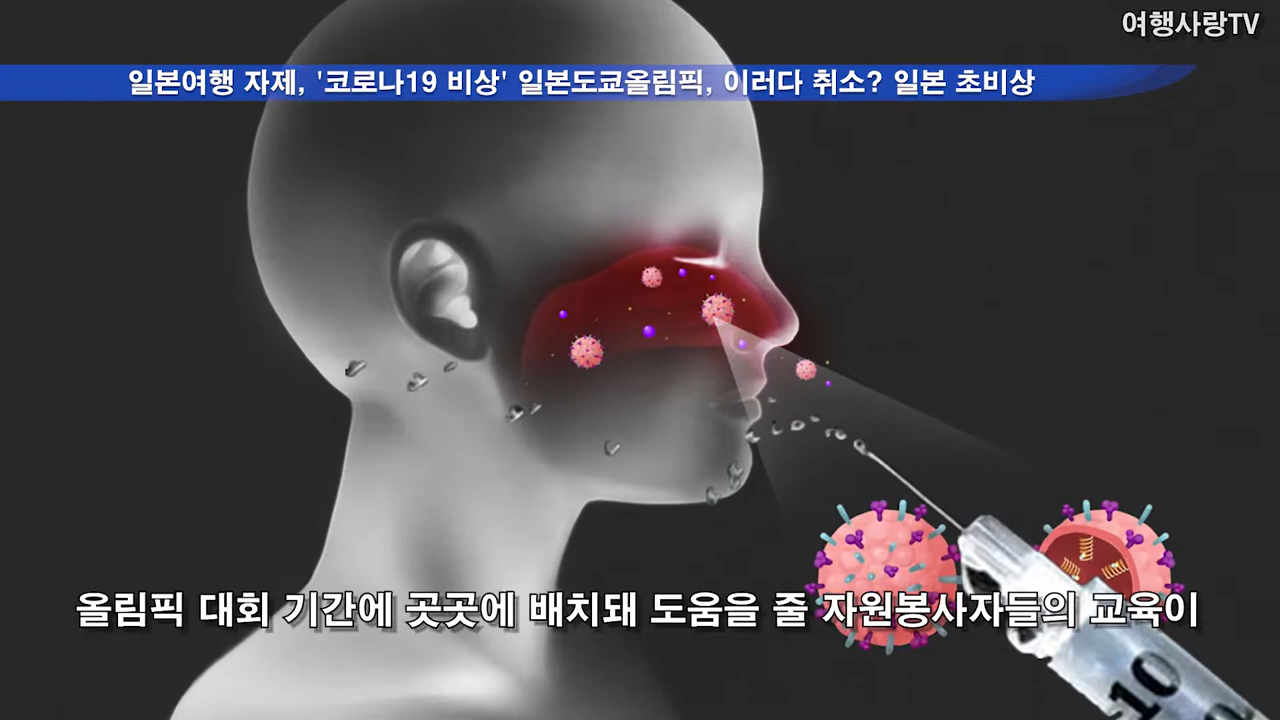 여행사랑TV
일본여행 자제, '코로나19 비상' 일본도쿄올림픽, 이러다 취소? 일본 초비상
올림픽 대회 기간에 곳곳에 배치돼 도움을 줄 자원봉사자들의 교육이
10